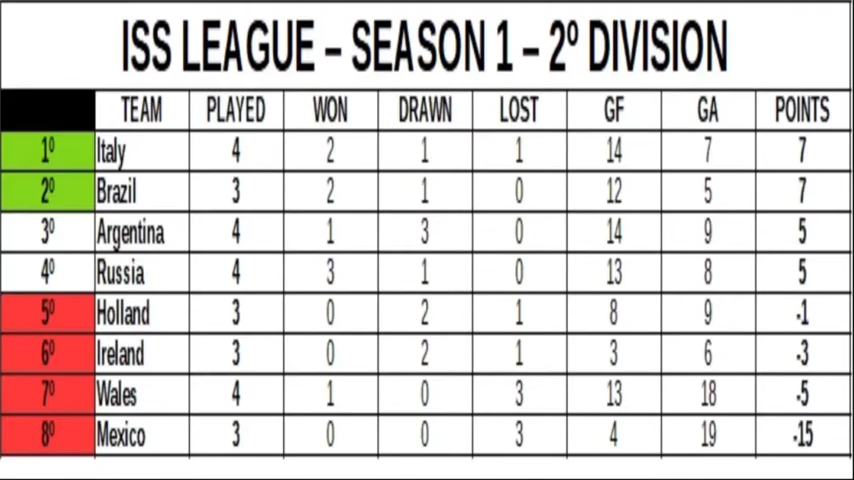 ISS LEAGUE – SEASON 1 – 2º DIVISION
TEAM PLAYED WON DRAWN LOST GF GA POINTS
1º Italy 4 2 1 1 14 7 7
2º Brazil 3 2 1 0 12 5 7
3º Argentina 4 1 3 0 14 9 5
4º Russia 4 3 1 0 13 8 5
5º Holland 3 0 2 1 8 9 -1
6º Ireland 3 0 2 1 3 6 -3
7º Wales 4 1 0 3 13 18 -5
8º Mexico 3 0 0 3 4 19 -15